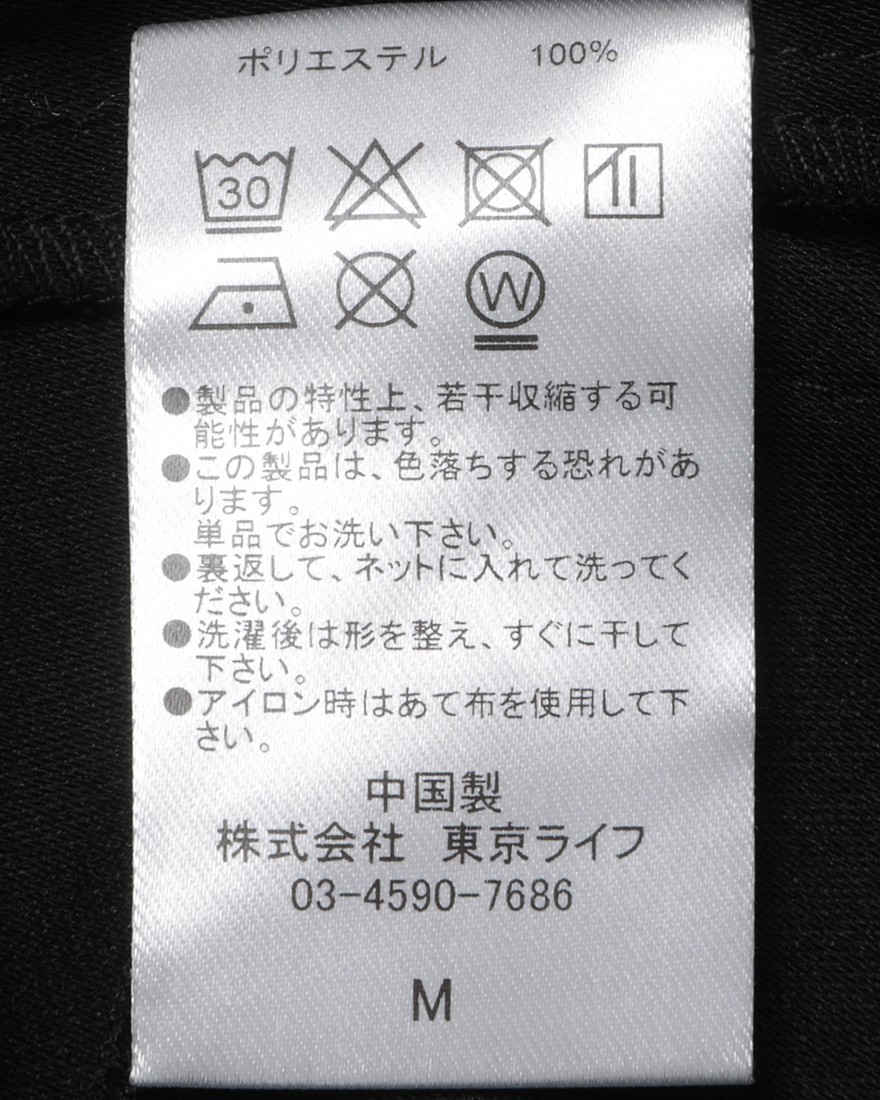 ポリエステル 100%
30
W
●製品の特性上、若干収縮する可
能性があります。
●この製品は、色落ちする恐れがあ
ります。
単品でお洗い下さい。
●裏返して、ネットに入れて洗ってく
ださい。
●洗濯後は形を整え、すぐに干して
下さい。
●アイロン時はあて布を使用して下
さい。
中国製
株式会社 東京ライフ
03-4590-7686
M